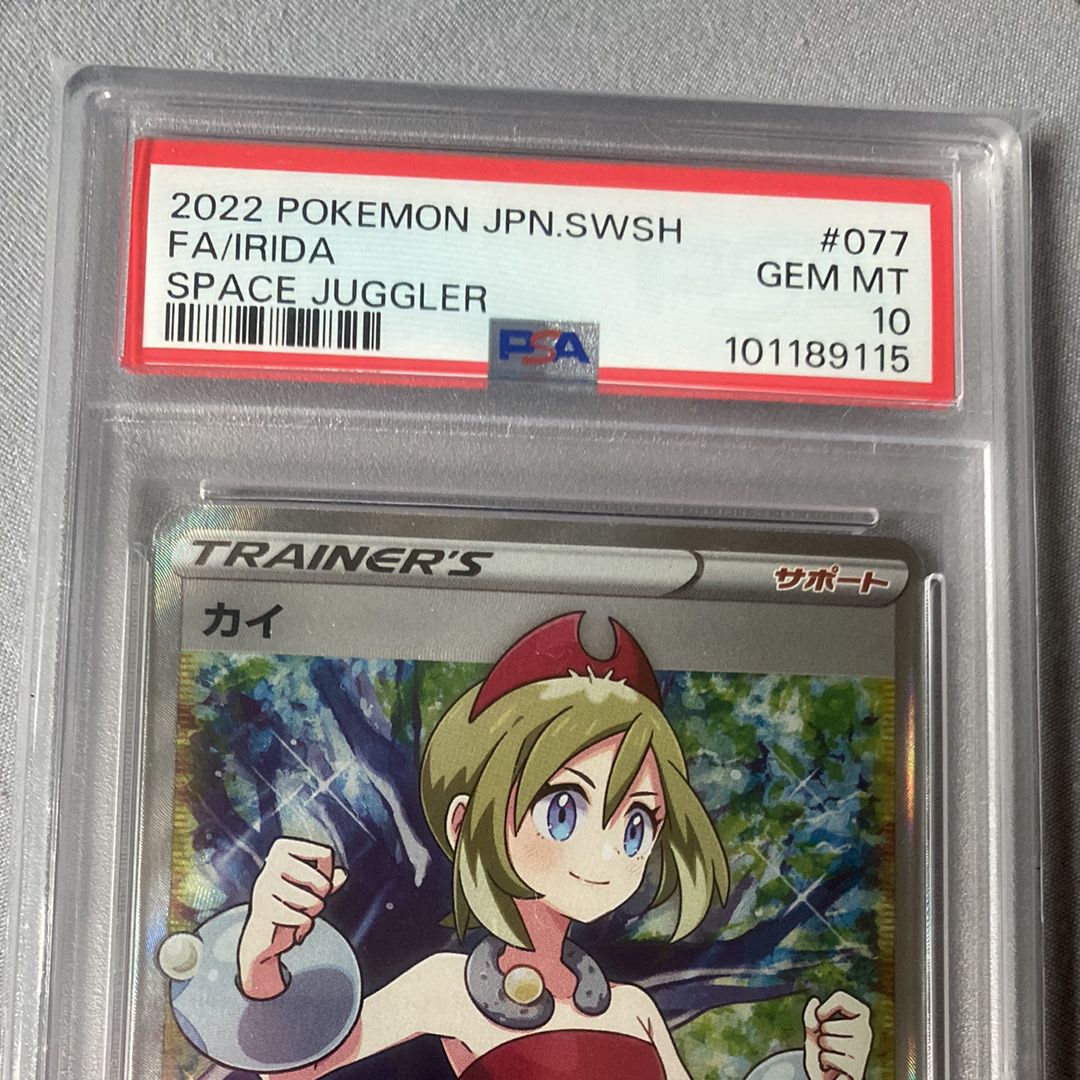 2022 POKEMON JPN.SWSH
FA/IRIDA
SPACE JUGGLER
#077
GEM MT
10
101189115
PSA
TRAINER'S
サポート
カイ